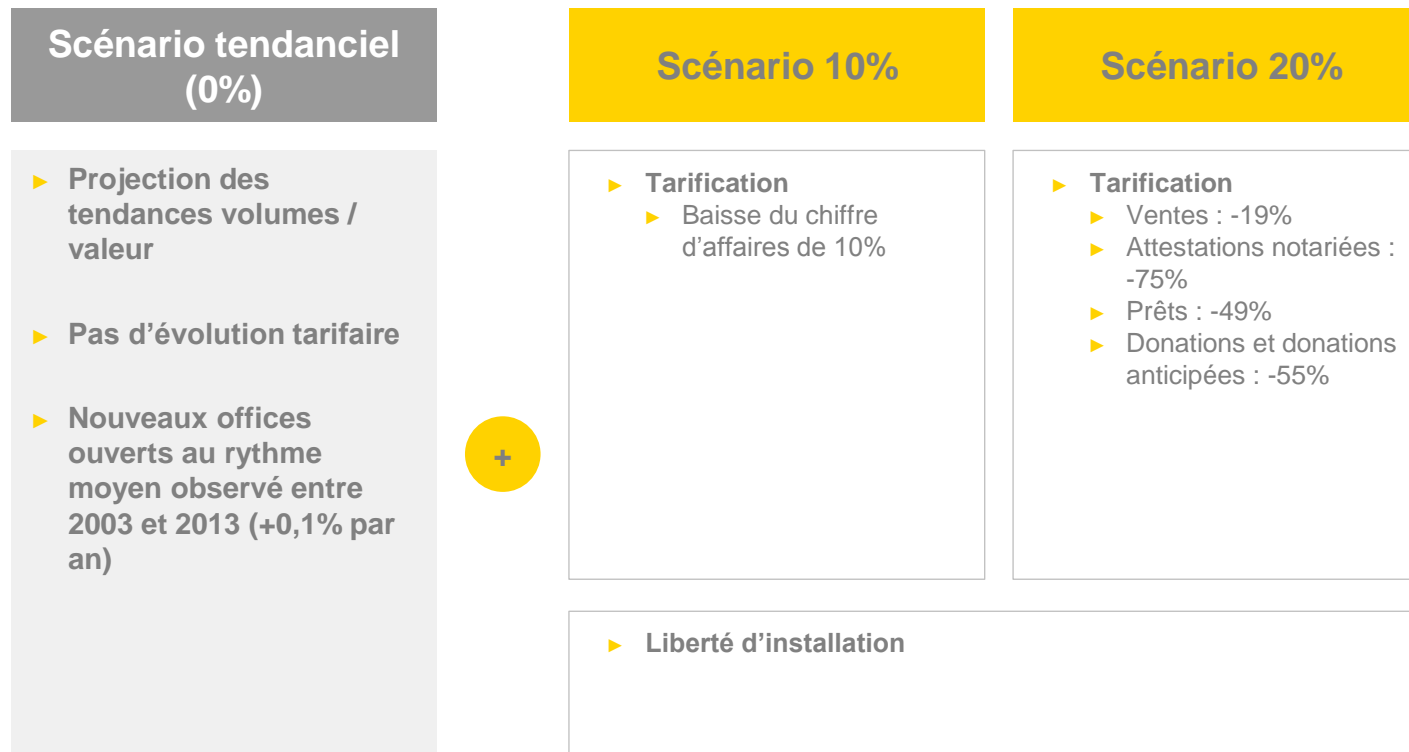 Scénario tendanciel
(0%)
► Projection des
tendances volumes /
valeur
► Pas d’évolution tarifaire
► Nouveaux offices
ouverts au rythme
moyen observé entre
2003 et 2013 (+0,1% par
an)
+
Scénario 10%
► Tarification
► Baisse du chiffre
d’affaires de 10%
Scénario 20%
► Tarification
► Ventes : -19%
► Attestations notariées :
-75%
► Prêts : -49%
► Donations et donations
anticipées : -55%
► Liberté d’installation